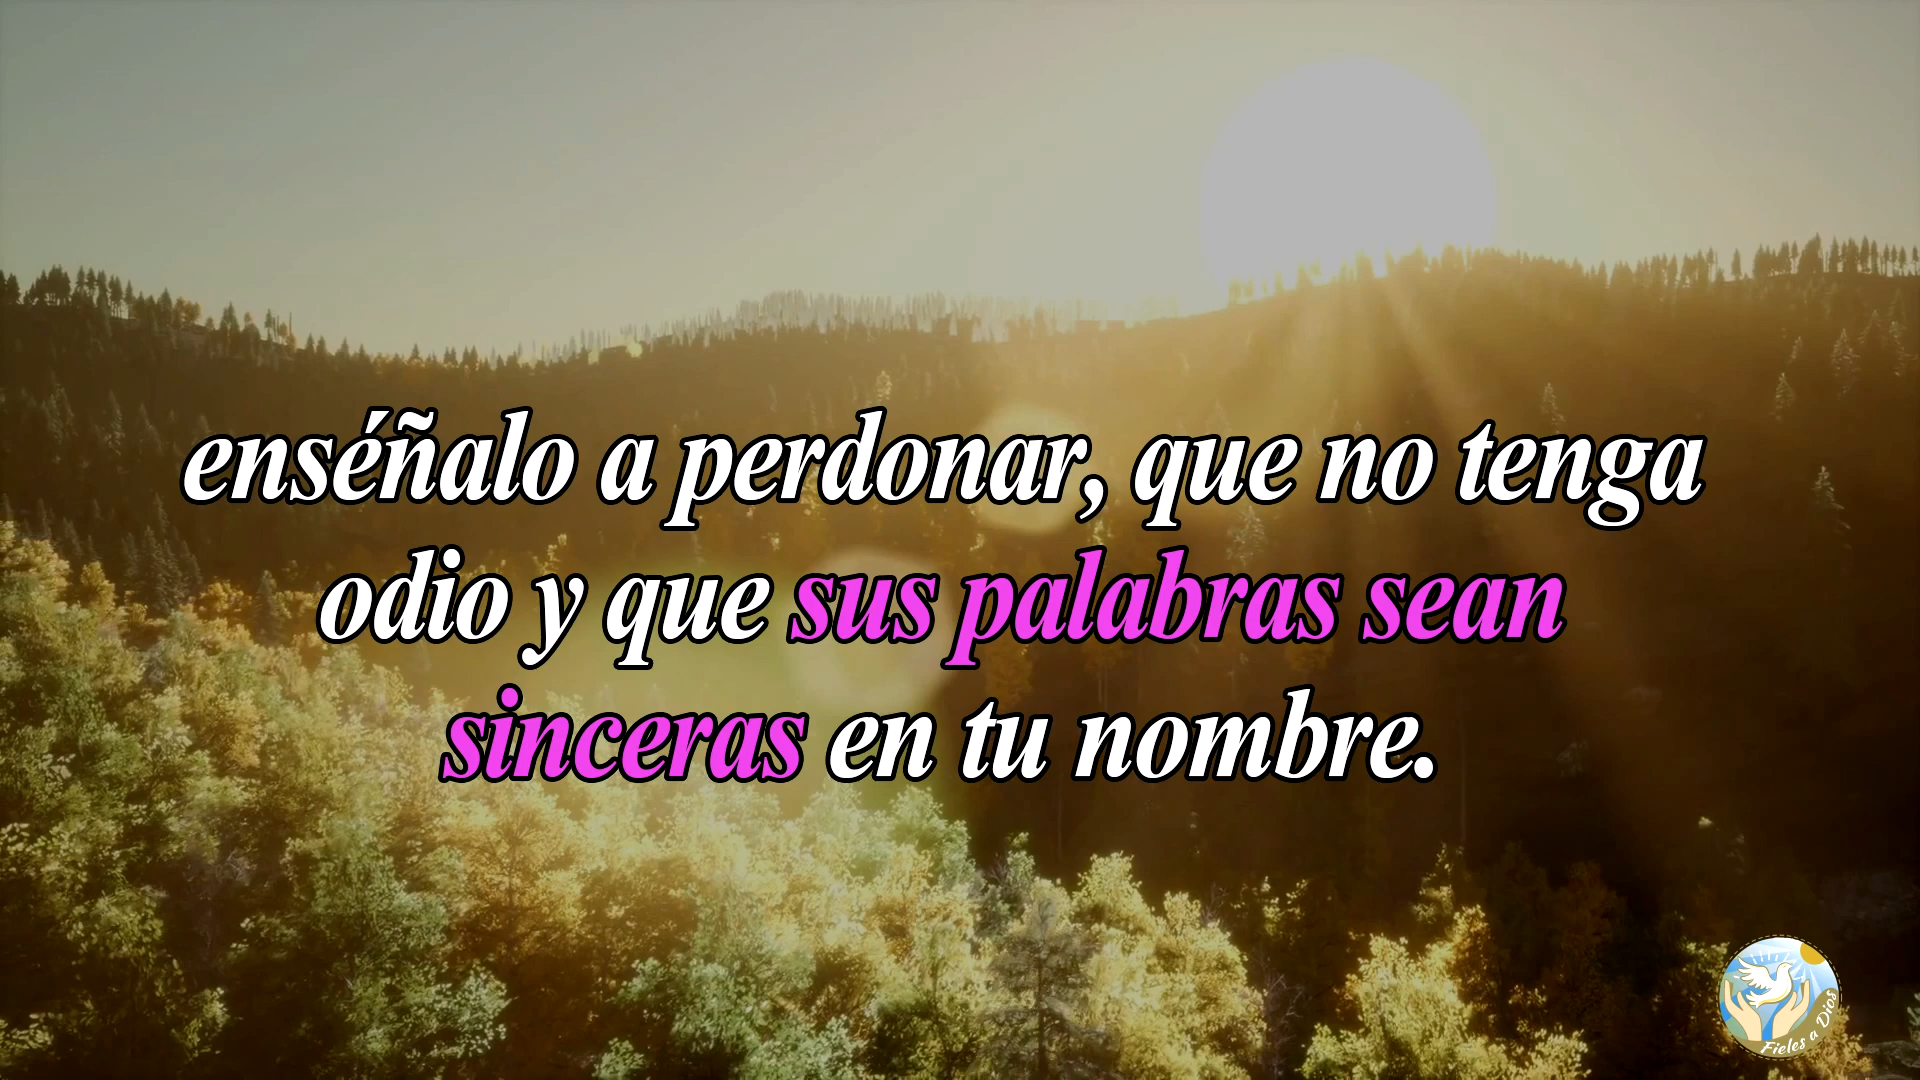 enséñalo a perdonar, que no tenga
odio y que sus palabras sean
sinceras en tu nombre.
Fieles a Dios